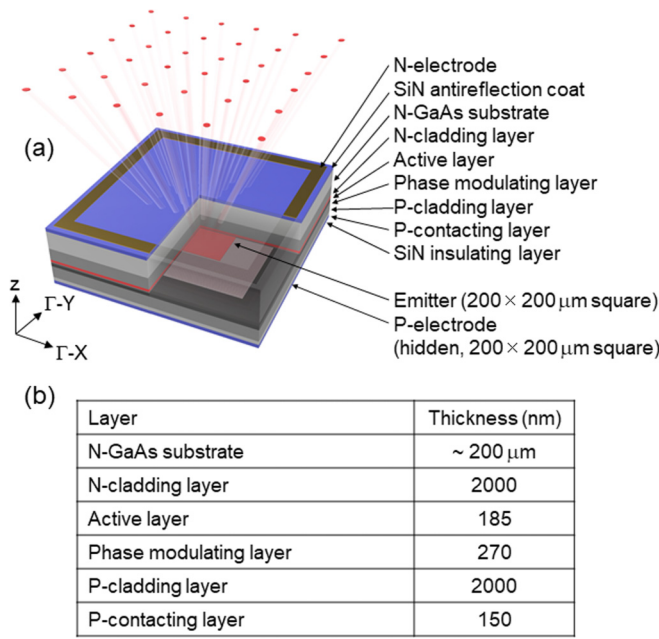 (a)
N-electrode
SiN antireflection coat
N-GaAs substrate
N-cladding layer
Active layer
Phase modulating layer
P-cladding layer
P-contacting layer
SiN insulating layer
Emitter (200 × 200 μm square)
P-electrode
(hidden, 200 × 200 μm square)
z
Γ-Y
Γ-X
(b)
Layer Thickness (nm)
N-GaAs substrate ~ 200 μm
N-cladding layer 2000
Active layer 185
Phase modulating layer 270
P-cladding layer 2000
P-contacting layer 150